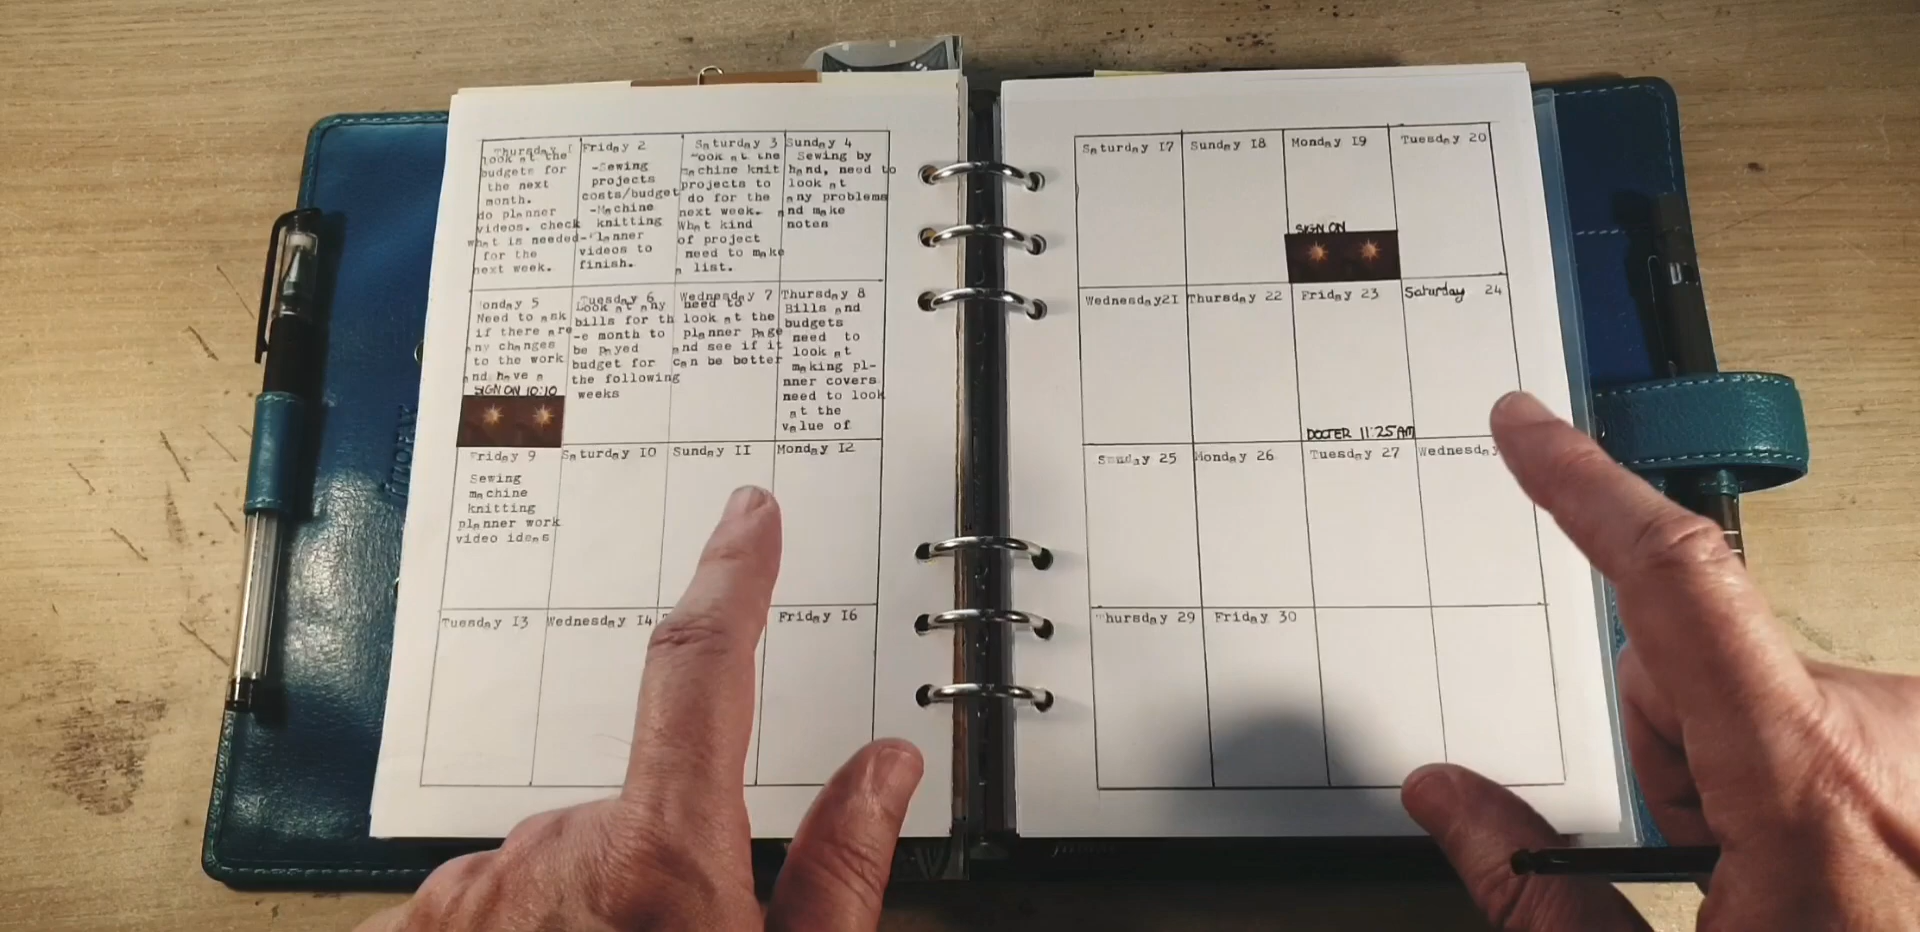 Thursday
look at the
budgets for
the next
month.
do planner
videos. check
what is needed
for the
next week.
Friday 2
-Sewing
projects
costs/budget
-Machine
knitting
-Planner
videos to
finish.
Saturday 3
look at the
machine knit
projects to
do for the
next week.
What kind
of project
need to make
a list.
Sunday 4
Sewing by
hand, need to
look at
any problems
and make
notes
Monday 5
Need to ask
if there are
any changes
to the work
and have a
SIGN ON 10:10
Tuesday 6
Look at any
bills for th
-e month to
be payed
budget for
the following
weeks
Wednesday 7
need to
look at the
planner page
and see if it
can be better
Thursday 8
Bills and
budgets
need to
look at
making pl-
nner covers
need to look
at the
value of
Friday 9
Sewing
machine
knitting
planner work
video ideas
Saturday 10
Sunday 11
Monday 12
Tuesday 13
Wednesday 14
Friday 16
Saturday 17
Sunday 18
Monday 19
SIGN ON
Tuesday 20
Wednesday21
Thursday 22
Friday 23
DOCTER 11:25AM
Saturday 24
Sunday 25
Monday 26
Tuesday 27
Wednesday
Thursday 29
Friday 30